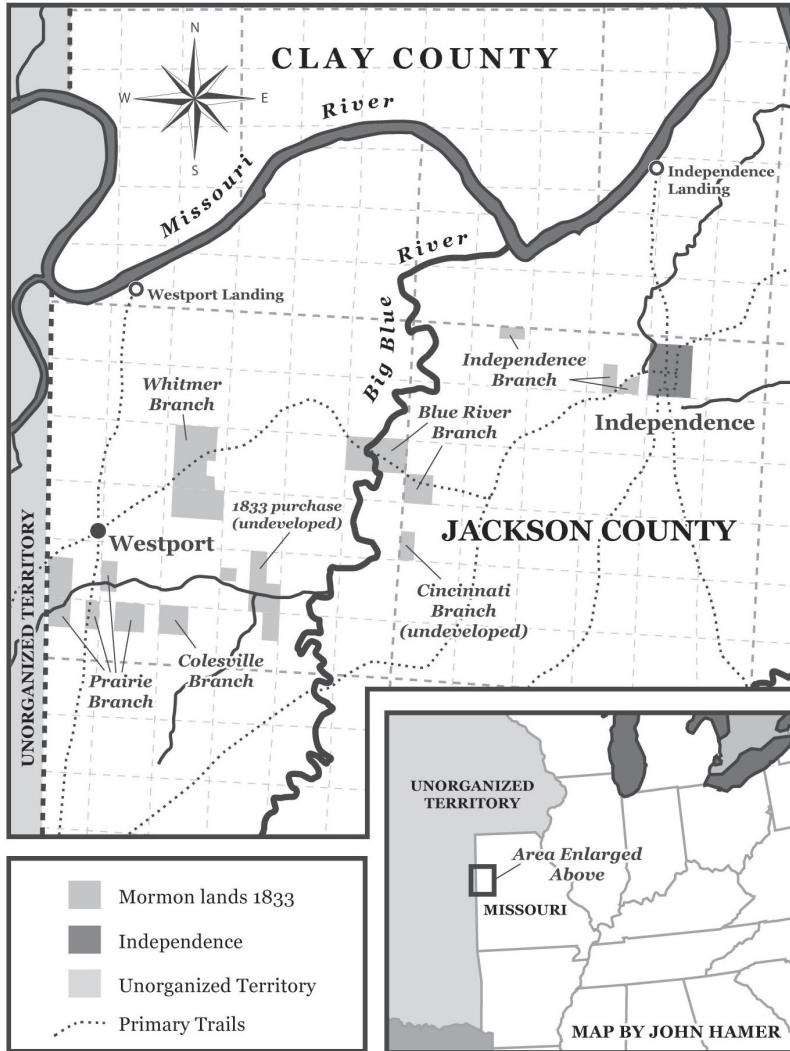 CLAY COUNTY
N
W
E
S
Missouri
River
Independence
Landing
Westport Landing
River
Big Blue
Independence
Branch
Whitmer
Branch
Blue River
Branch
Independence
1833 purchase
(undeveloped)
Westport
JACKSON COUNTY
Cincinnati
Branch
(undeveloped)
Prairie
Branch
Colesville
Branch
UNORGANIZED TERRITORY
UNORGANIZED
TERRITORY
Area Enlarged
Above
MISSOURI
MAP BY JOHN HAMER
Mormon lands 1833
Independence
Unorganized Territory
Primary Trails